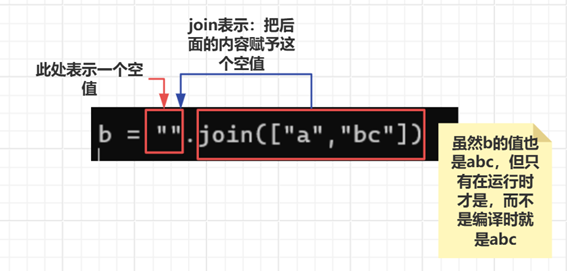 join表示：把后
面的内容赋予这
个空值
此处表示一个空
值
b = "".join(["a","bc"])
虽然b的值也
是abc，但只
有在运行时
才是，而不
是编译时就
是abc